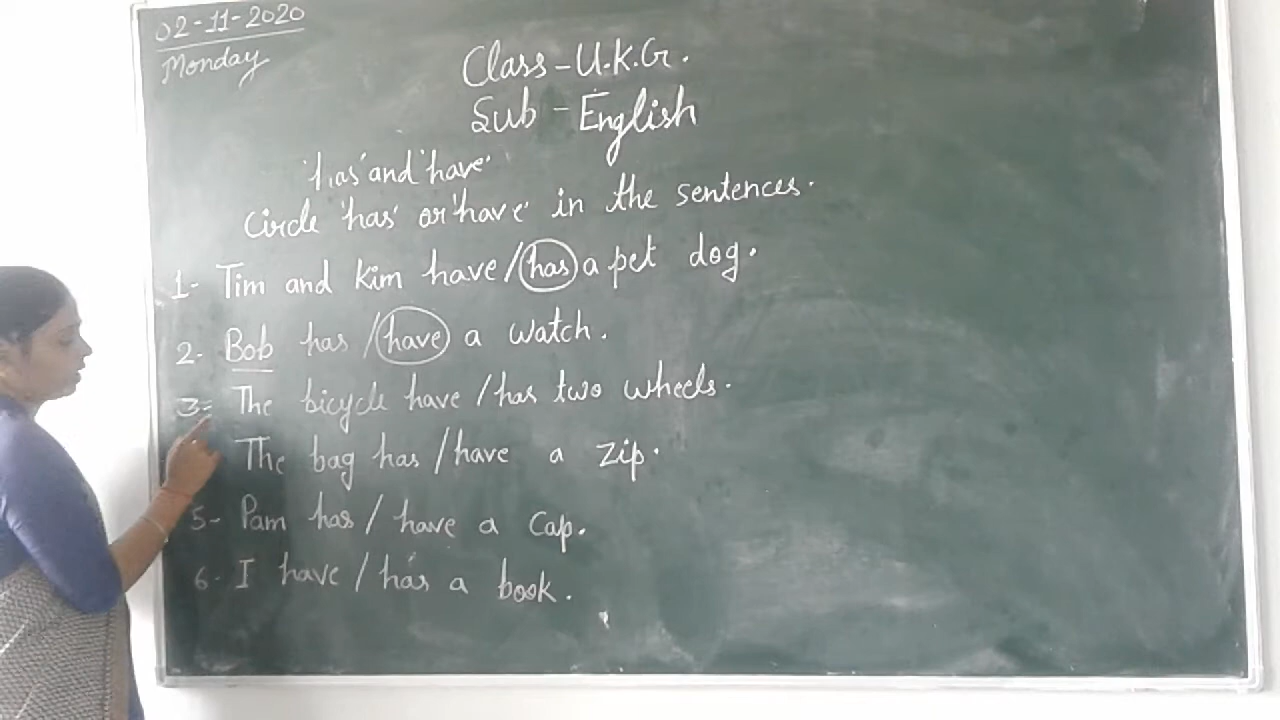 02-11-2020
Monday
Class-U.K.G.
Sub - English
'has' and 'have'
Circle 'has' or 'have' in the sentences.
1- Tim and Kim have/has a pet dog.
2- Bob has/have a watch.
3- The bicycle have/has two wheels.
The bag has/have a zip.
5- Pam has/have a cap.
6- I have/has a book.